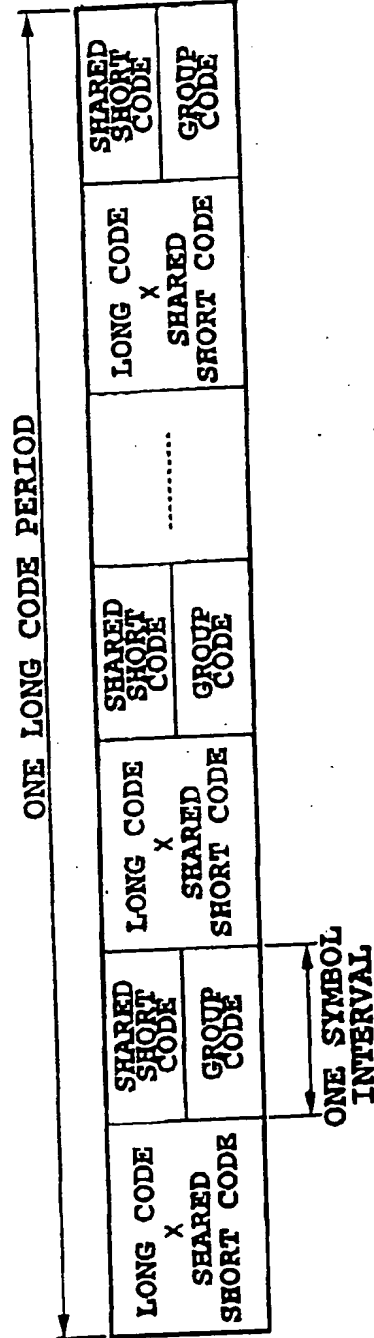 ONE LONG CODE PERIOD
LONG CODE
X
SHARED
SHORT CODE
SHARED
SHORT
CODE
GROUP
CODE
LONG CODE
X
SHARED
SHORT CODE
SHARED
SHORT
CODE
GROUP
CODE
..........
LONG CODE
X
SHARED
SHORT CODE
SHARED
SHORT
CODE
GROUP
CODE
ONE SYMBOL
INTERVAL